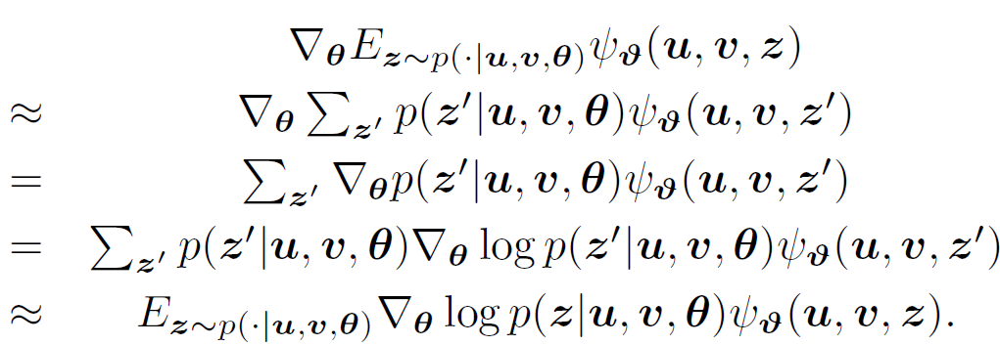 ∇_θ E_{z∼p(·|u,v,θ)} ψ_ϑ(u, v, z)
≈ ∇_θ ∑_{z′} p(z′|u, v, θ)ψ_ϑ(u, v, z′)
= ∑_{z′} ∇_θ p(z′|u, v, θ)ψ_ϑ(u, v, z′)
= ∑_{z′} p(z′|u, v, θ)∇_θ log p(z′|u, v, θ)ψ_ϑ(u, v, z′)
≈ E_{z∼p(·|u,v,θ)} ∇_θ log p(z|u, v, θ)ψ_ϑ(u, v, z).